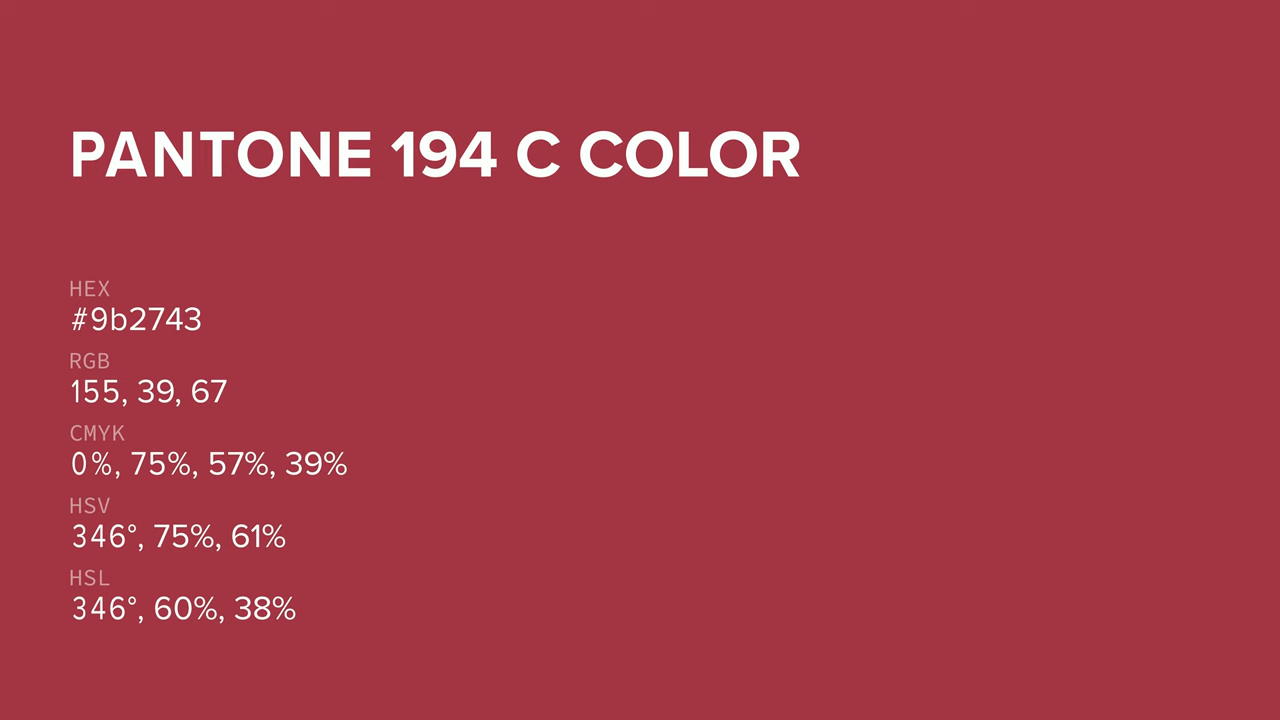 PANTONE 194 C COLOR
HEX
#9b2743
RGB
155, 39, 67
CMYK
0%, 75%, 57%, 39%
HSV
346°, 75%, 61%
HSL
346°, 60%, 38%